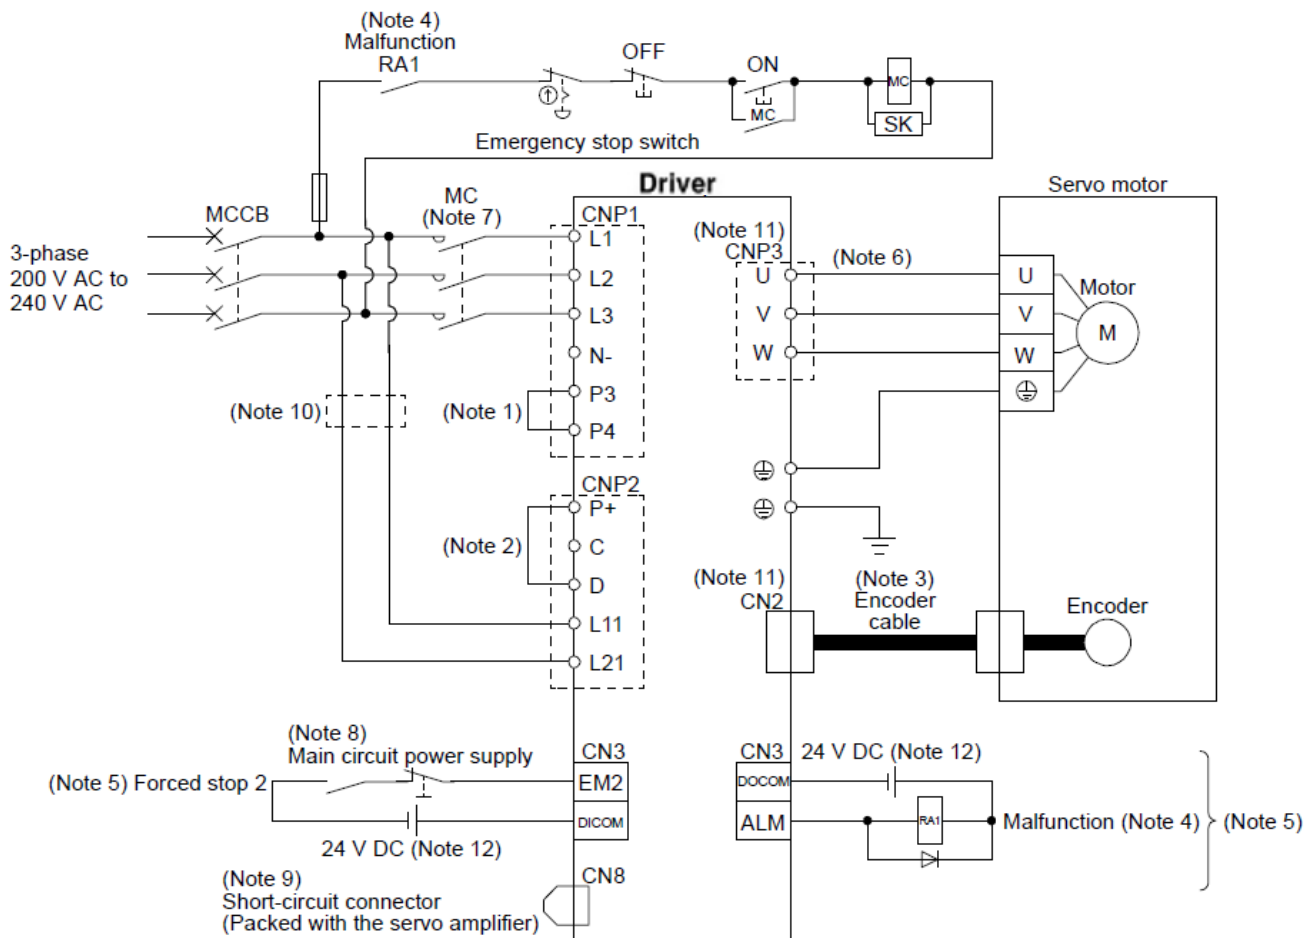 (Note 4)
Malfunction
RA1
OFF
ON
MC
MC
SK
Emergency stop switch
Driver
Servo motor
MCCB
MC
(Note 7)
CNP1
(Note 11)
CNP3
(Note 6)
3-phase
200 V AC to
240 V AC
L1
L2
L3
N-
P3
P4
U
V
W
U
V
W
Motor
M
(Note 10)
(Note 1)
CNP2
P+
C
D
L11
L21
(Note 2)
(Note 11)
CN2
(Note 3)
Encoder
cable
Encoder
(Note 8)
Main circuit power supply
(Note 5) Forced stop 2
24 V DC (Note 12)
CN3
EM2
DICOM
CN3
24 V DC (Note 12)
DOCOM
ALM
RA1
Malfunction (Note 4)
(Note 5)
(Note 9)
Short-circuit connector
(Packed with the servo amplifier)
CN8